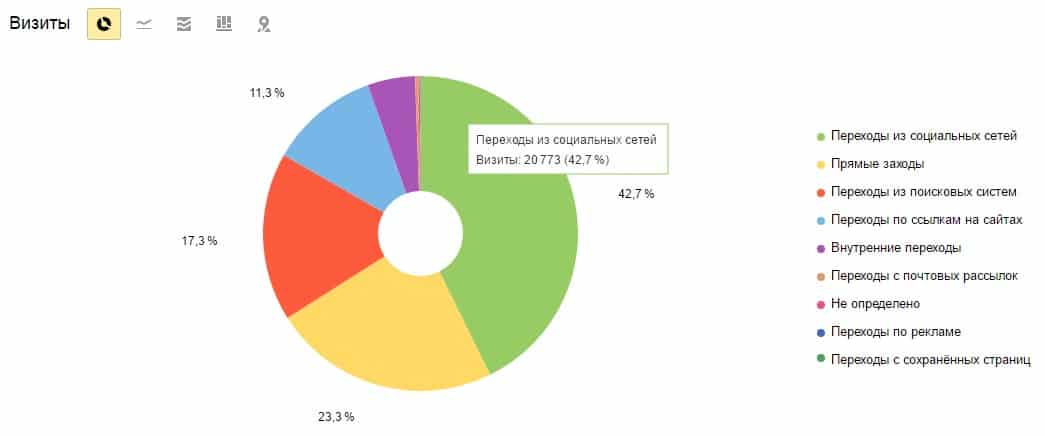 Визиты
11,3 %
Переходы из социальных сетей
Визиты: 20 773 (42,7 %)
42,7 %
17,3 %
23,3 %
Переходы из социальных сетей
Прямые заходы
Переходы из поисковых систем
Переходы по ссылкам на сайтах
Внутренние переходы
Переходы с почтовых рассылок
Не определено
Переходы по рекламе
Переходы с сохранённых страниц